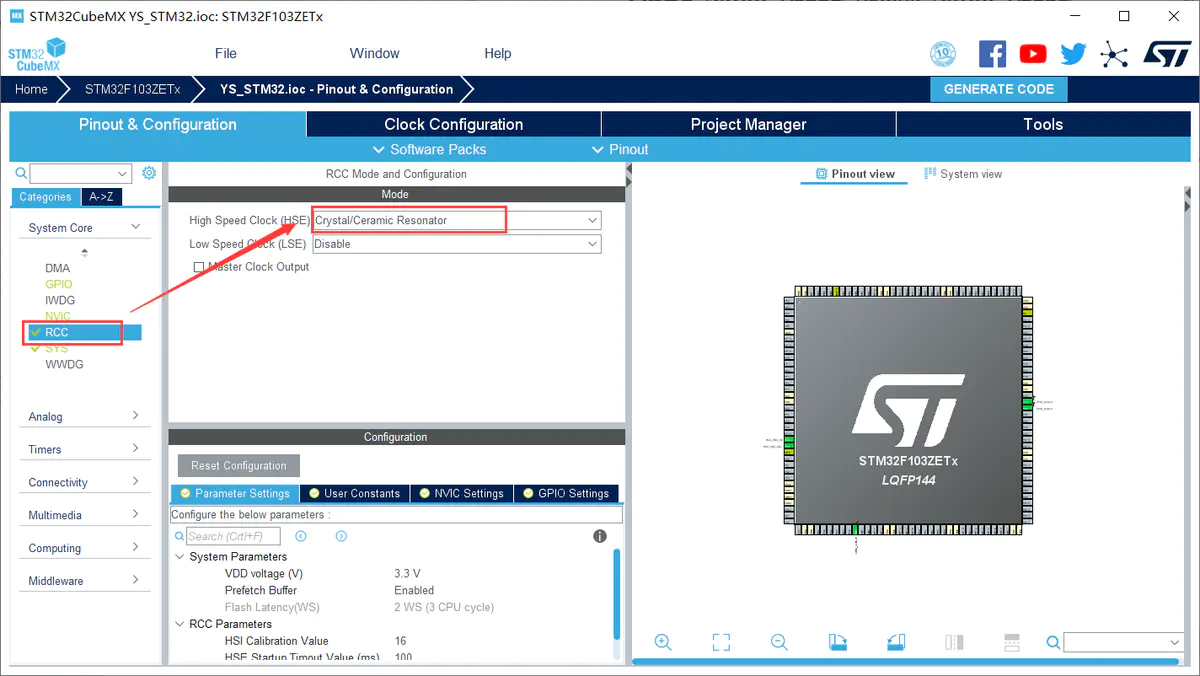 STM32CubeMX YS_STM32.ioc: STM32F103ZETx
STM32
CubeMX
File
Window
Help
10
Home
STM32F103ZETx
YS_STM32.ioc - Pinout & Configuration
GENERATE CODE
Pinout & Configuration
Clock Configuration
Project Manager
Tools
Software Packs
Pinout
Categories
A->Z
System Core
DMA
GPIO
IWDG
NVIC
RCC
SYS
WWDG
Analog
Timers
Connectivity
Multimedia
Computing
Middleware
RCC Mode and Configuration
Mode
High Speed Clock (HSE) Crystal/Ceramic Resonator
Low Speed Clock (LSE) Disable
Master Clock Output
Configuration
Reset Configuration
Parameter Settings
User Constants
NVIC Settings
GPIO Settings
Configure the below parameters :
Search (Crtl+F)
System Parameters
VDD voltage (V) 3.3 V
Prefetch Buffer Enabled
Flash Latency(WS) 2 WS (3 CPU cycle)
RCC Parameters
HSI Calibration Value 16
HSE Startup Timout Value (ms) 100
Pinout view
System view
STM32F103ZETx
LQFP144